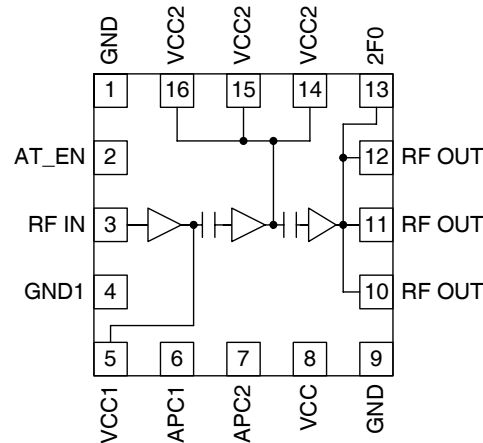 GND
VCC2
VCC2
VCC2
2F0
1
16
15
14
13
AT_EN
2
12
RF OUT
RF IN
3
11
RF OUT
GND1
4
10
RF OUT
5
6
7
8
9
VCC1
APC1
APC2
VCC
GND